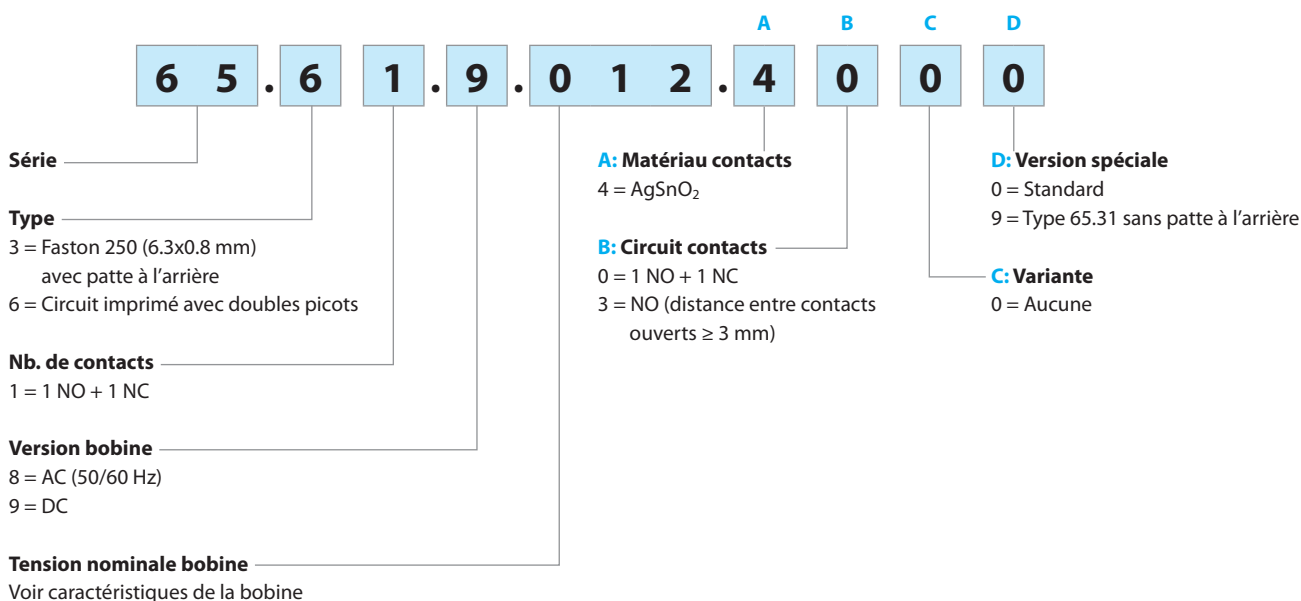 A B C D
6 5 . 6 1 . 9 . 0 1 2 . 4 0 0 0
Série
Type
3 = Faston 250 (6.3x0.8 mm)
avec patte à l'arrière
6 = Circuit imprimé avec doubles picots
Nb. de contacts
1 = 1 NO + 1 NC
Version bobine
8 = AC (50/60 Hz)
9 = DC
Tension nominale bobine
Voir caractéristiques de la bobine
A: Matériau contacts
4 = AgSnO₂
B: Circuit contacts
0 = 1 NO + 1 NC
3 = NO (distance entre contacts
ouverts ≥ 3 mm)
D: Version spéciale
0 = Standard
9 = Type 65.31 sans patte à l'arrière
C: Variante
0 = Aucune